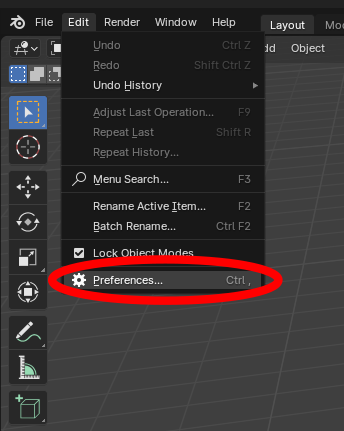 File Edit Render Window Help Layout
Object
Undo Ctrl Z
Redo Shift Ctrl Z
Undo History
Adjust Last Operation... F9
Repeat Last Shift R
Repeat History...
Menu Search... F3
Rename Active Item... F2
Batch Rename... Ctrl F2
Lock Object Modes
Preferences... Ctrl ,